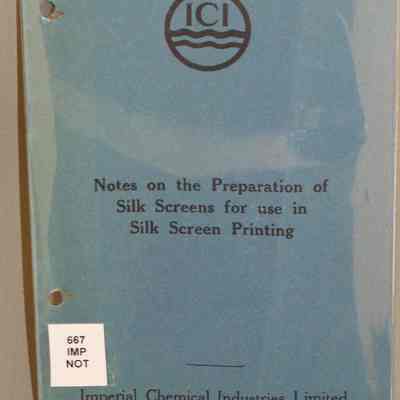 ICI
Notes on the Preparation of
Silk Screens for use in
Silk Screen Printing
667
IMP
NOT
Imperial Chemical Industries Limited